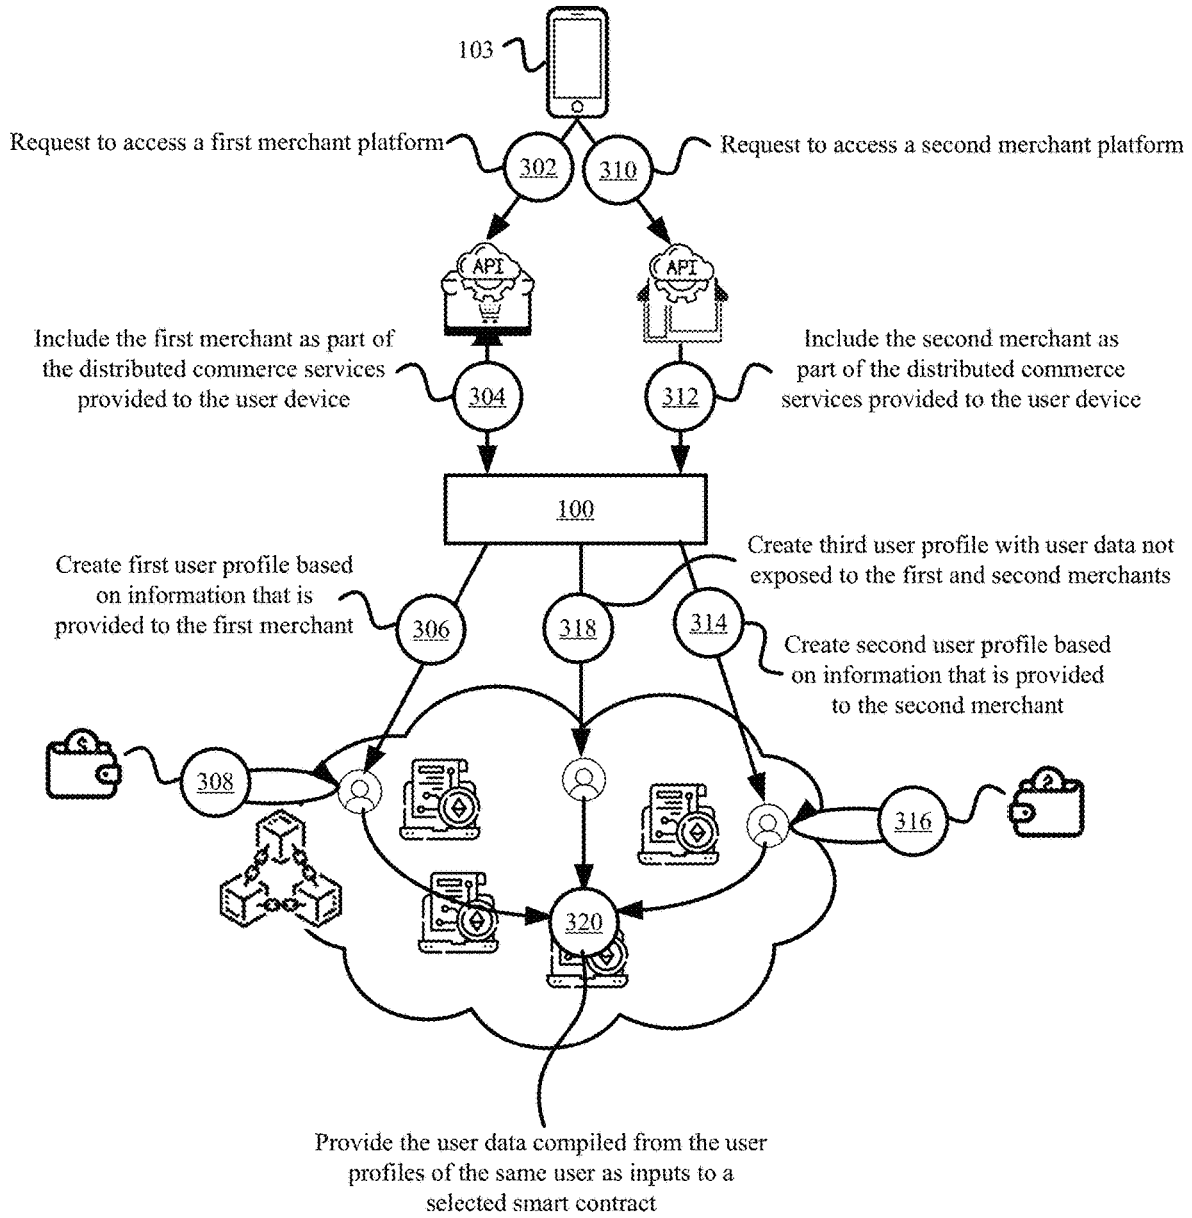 103
Request to access a first merchant platform
302
310
Request to access a second merchant platform
API
API
Include the first merchant as part of
the distributed commerce services
provided to the user device
304
312
Include the second merchant as
part of the distributed commerce
services provided to the user device
100
Create first user profile based
on information that is
provided to the first merchant
306
318
314
Create third user profile with user data not
exposed to the first and second merchants
Create second user profile based
on information that is provided
to the second merchant
308
316
320
Provide the user data compiled from the user
profiles of the same user as inputs to a
selected smart contract